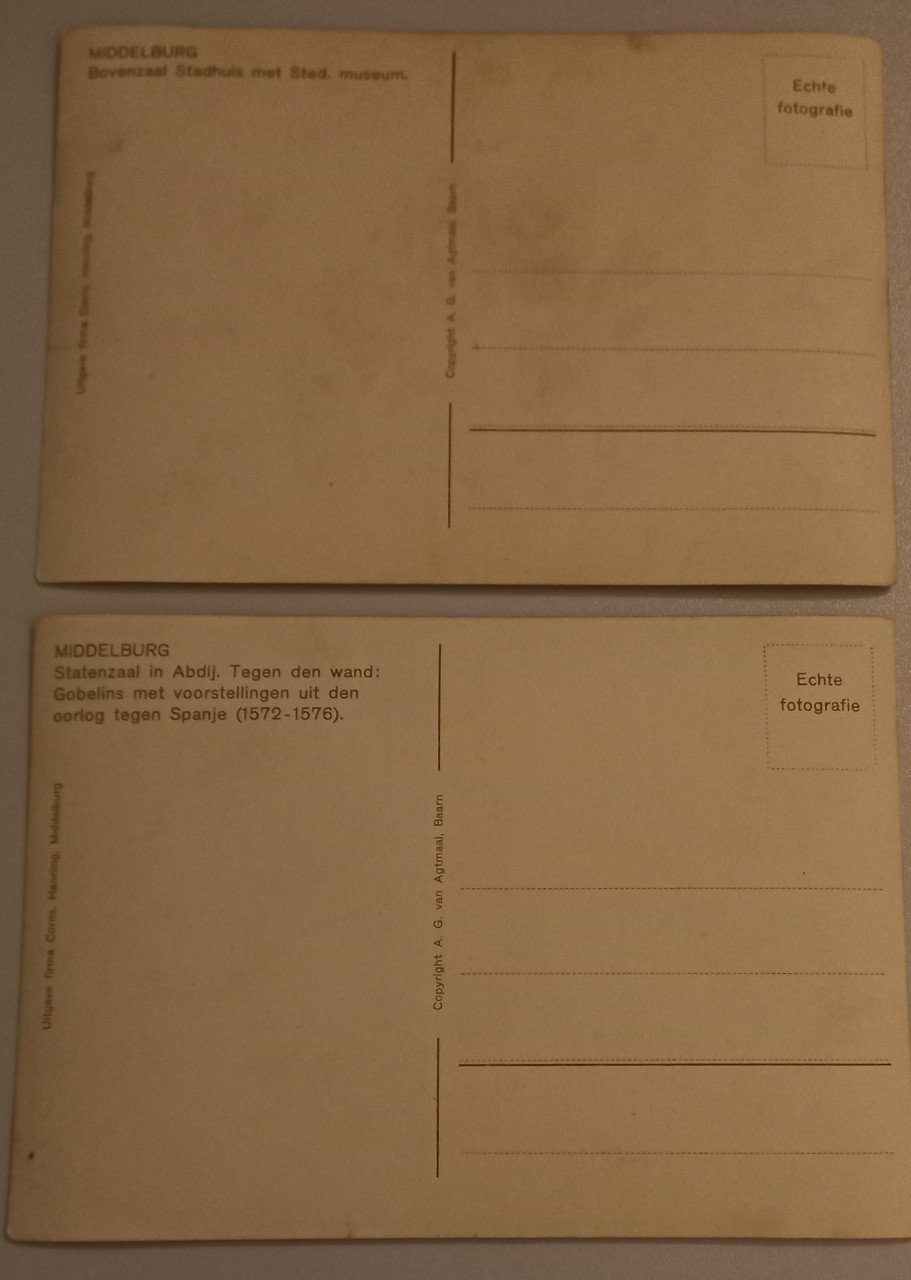 MIDDELBURG
Bovenzaal Stadhuis met Sted. museum.
Echte
fotografie
Uitgave firma Corns. Henning, Middelburg
Copyright A. G. van Agtmaal, Baarn
MIDDELBURG
Statenzaal in Abdij. Tegen den wand:
Gobelins met voorstellingen uit den
oorlog tegen Spanje (1572-1576).
Echte
fotografie
Uitgave firma Corns. Henning, Middelburg
Copyright A. G. van Agtmaal, Baarn